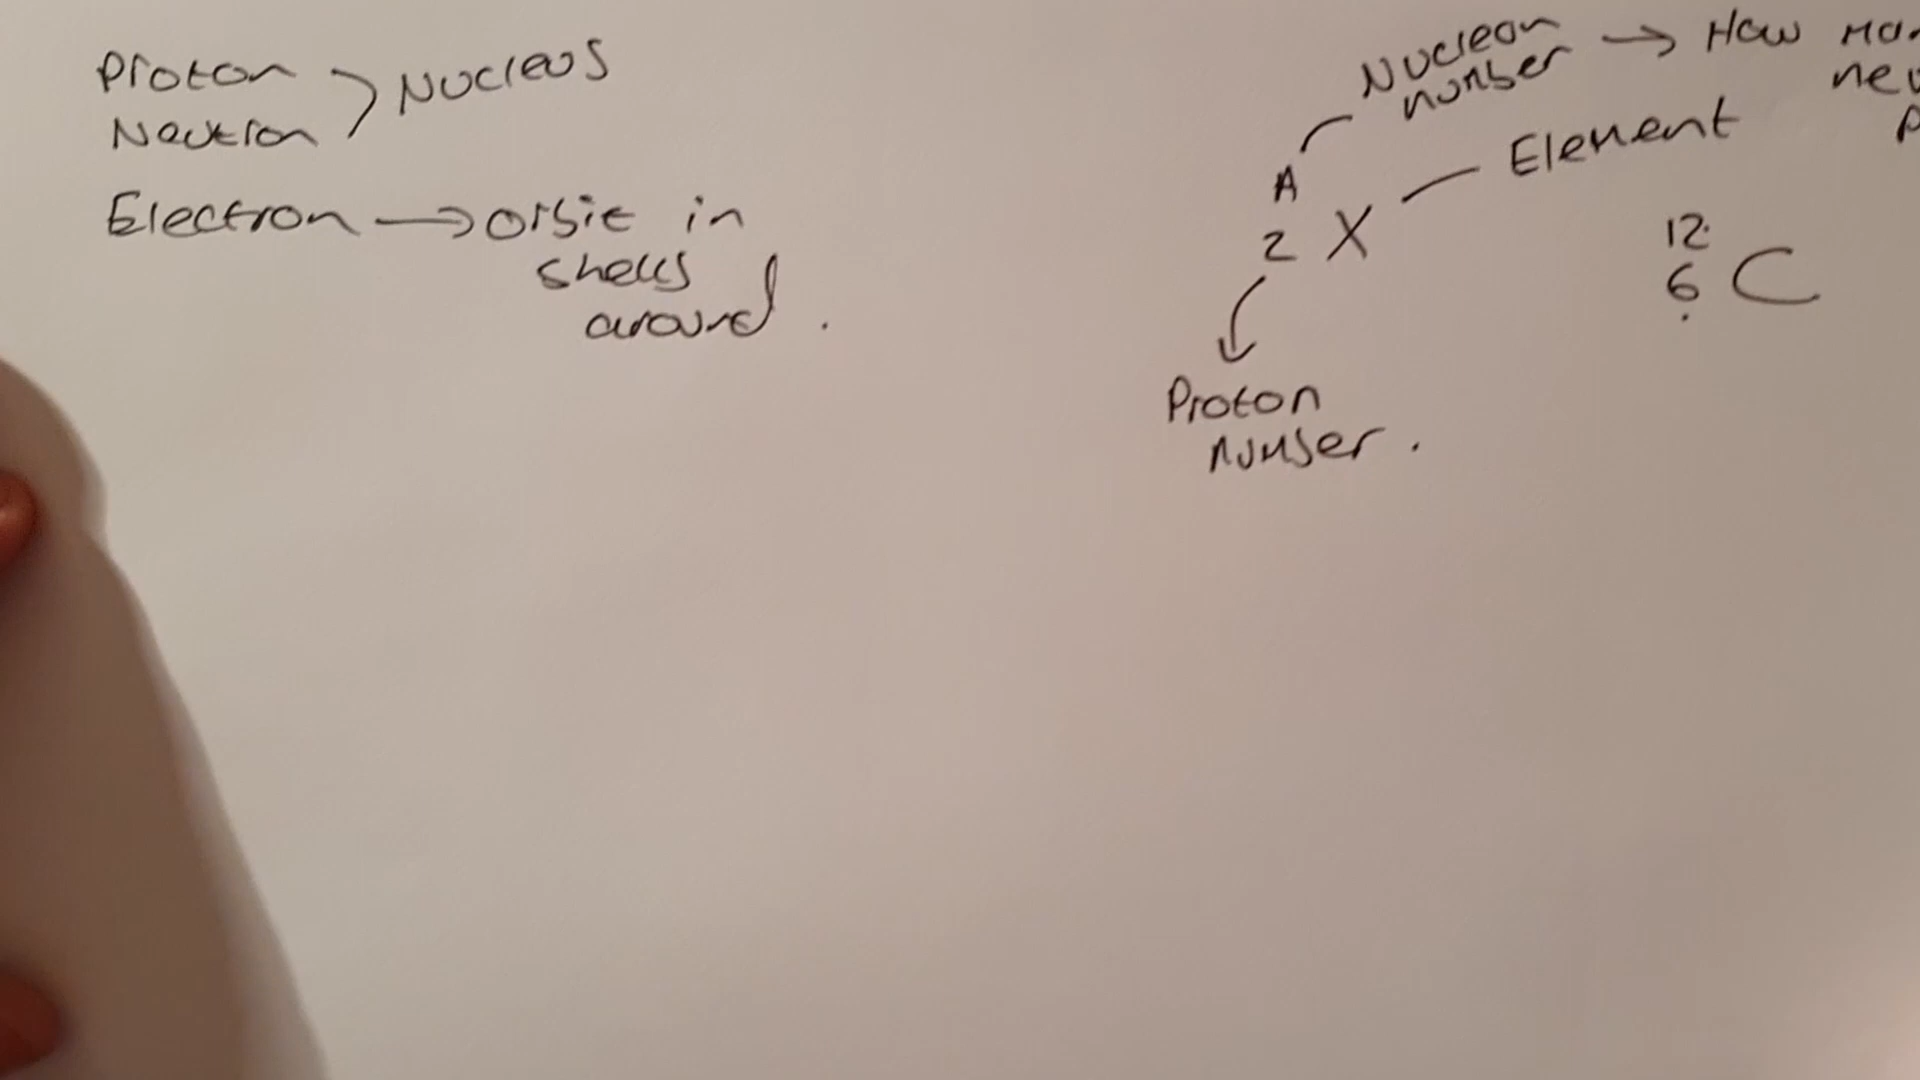 Proton
Neutron
Nucleus
Electron → orbit in
shells
around.
Nucleon
number → How
A
Z X
Element
Proton
number.
12
6 C